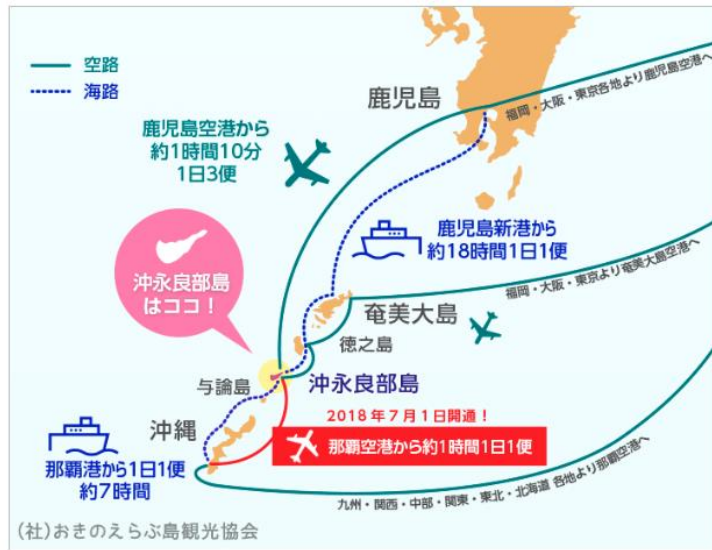 空路
海路
鹿児島
福岡・大阪・東京各地より鹿児島空港へ
鹿児島空港から
約1時間10分
1日3便
鹿児島新港から
約18時間1日1便
沖永良部島
はココ！
福岡・大阪・東京より奄美大島空港へ
奄美大島
徳之島
与論島
沖永良部島
2018年7月1日開通！
那覇空港から約1時間1日1便
沖縄
那覇港から1日1便
約7時間
九州・関西・中部・関東・東北・北海道 各地より那覇空港へ
(社)おきのえらぶ島観光協会